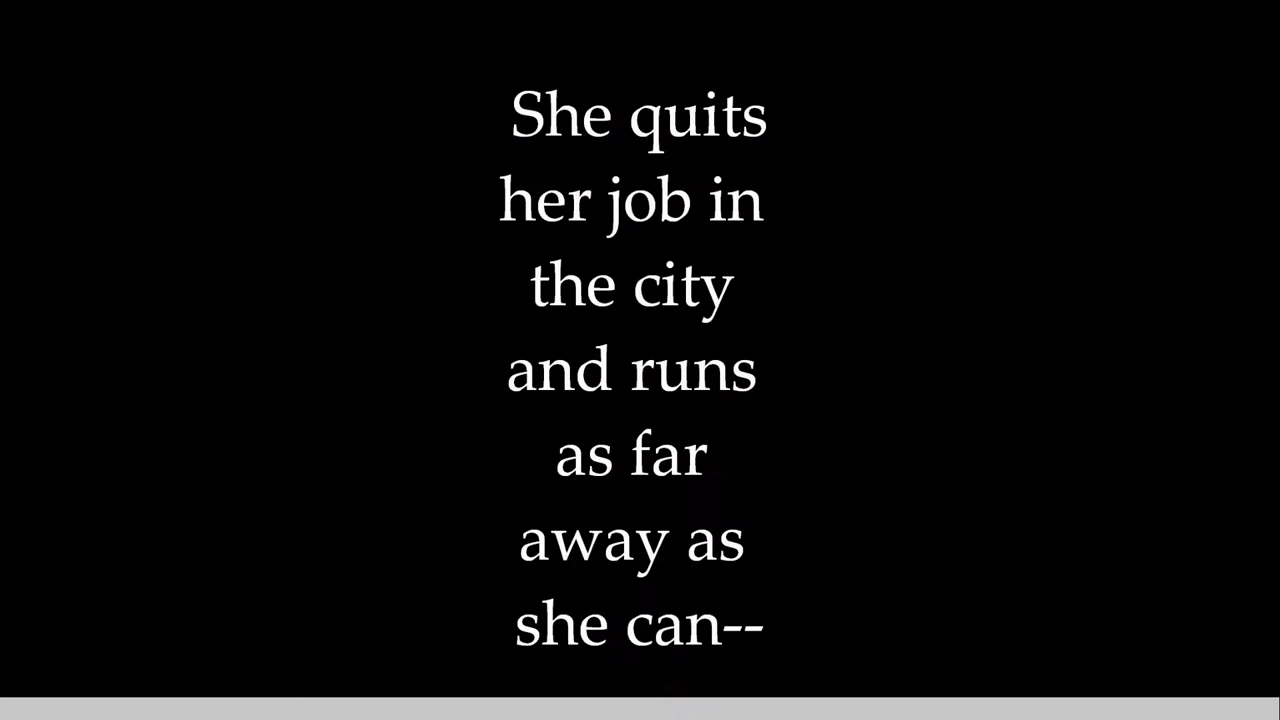 She quits
her job in
the city
and runs
as far
away as
she can--